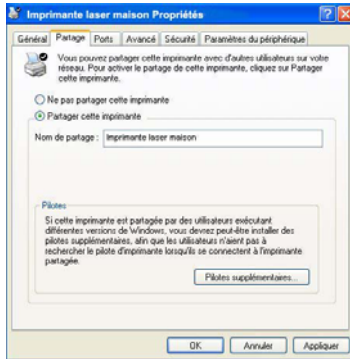 Imprimante laser maison Propriétés
Général Partage Ports Avancé Sécurité Paramètres du périphérique
Vous pouvez partager cette imprimante avec d'autres utilisateurs sur votre
réseau. Pour activer le partage de cette imprimante, cliquez sur Partager
cette imprimante.
Ne pas partager cette imprimante
Partager cette imprimante
Nom de partage : Imprimante laser maison
Pilotes
Si cette imprimante est partagée par des utilisateurs exécutant
différentes versions de Windows, vous devrez peut-être installer des
pilotes supplémentaires, afin que les utilisateurs n'aient pas à
rechercher le pilote d'imprimante lorsqu'ils se connectent à l'imprimante
partagée.
Pilotes supplémentaires...
OK Annuler Appliquer